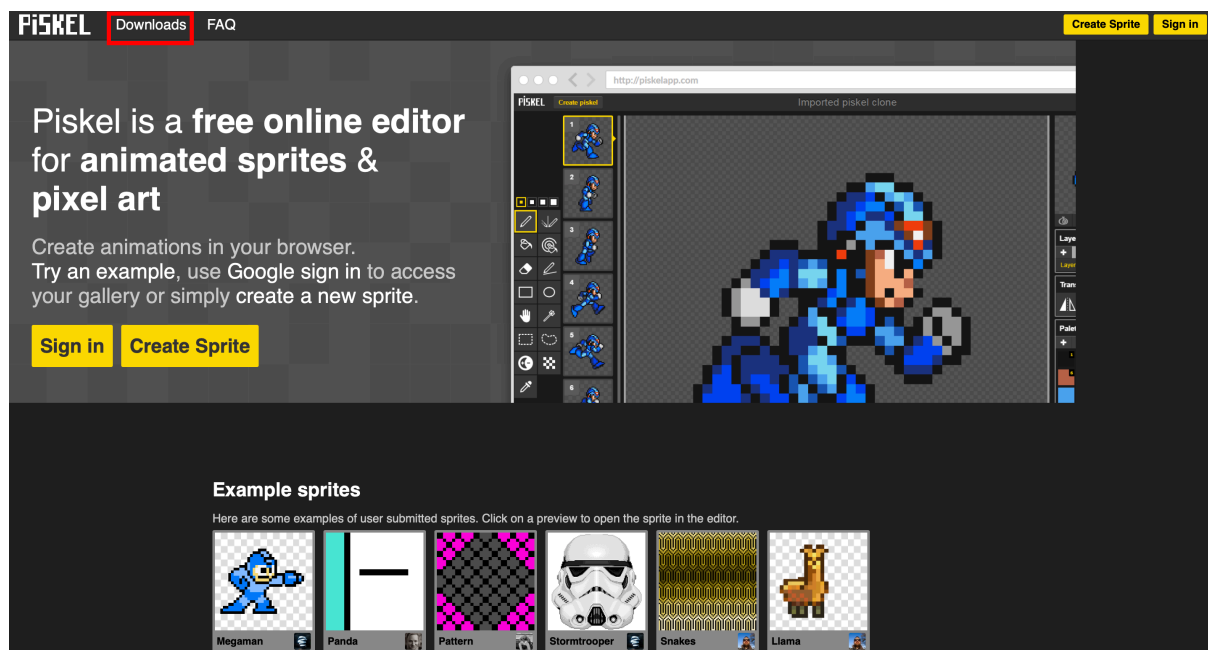 PiSKEL Downloads FAQ Create Sprite Sign in
http://piskelapp.com
PiSKEL Create piskel Imported piskel clone
Piskel is a free online editor
for animated sprites &
pixel art
Create animations in your browser.
Try an example, use Google sign in to access
your gallery or simply create a new sprite.
Sign in Create Sprite
1
2
3
4
5
6
Laye
Layer
Trans
Palet
Example sprites
Here are some examples of user submitted sprites. Click on a preview to open the sprite in the editor.
Megaman Panda Pattern Stormtrooper Snakes Llama